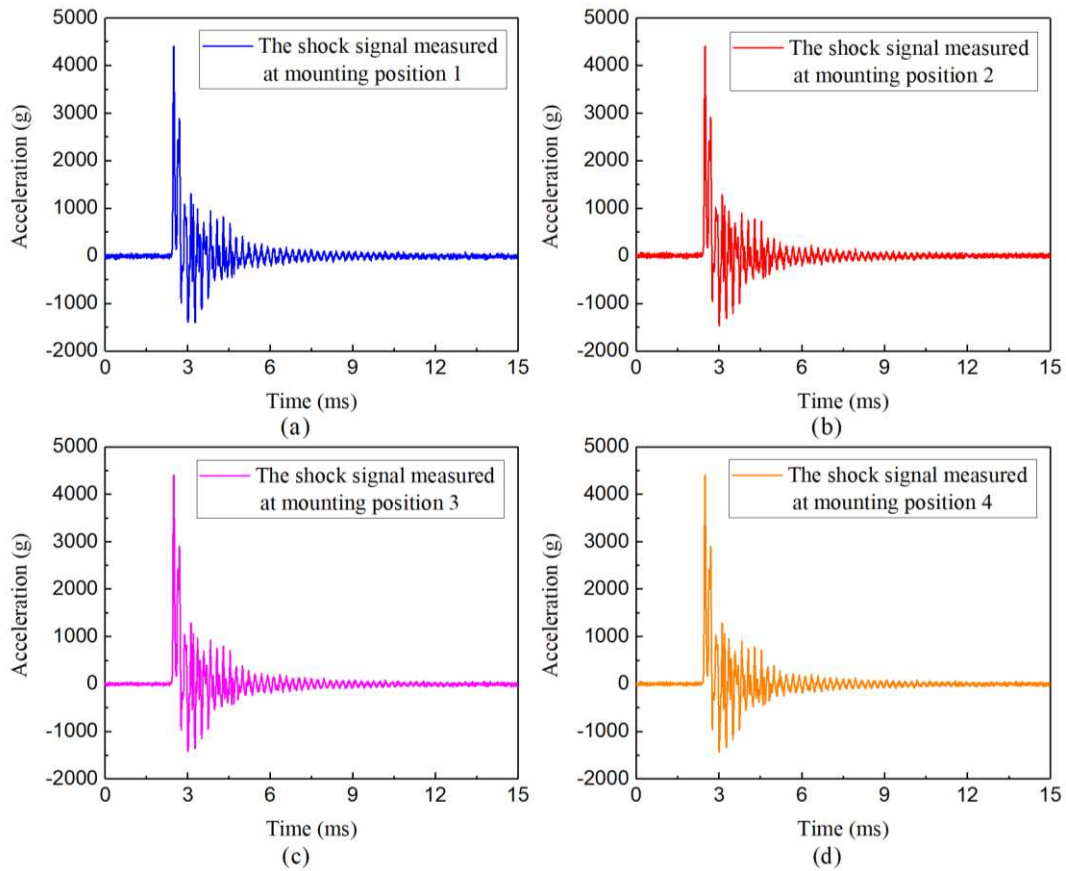 5000
4000
3000
2000
1000
0
-1000
-2000
0 3 6 9 12 15
Acceleration (g)
Time (ms)
The shock signal measured
at mounting position 1
(a)
5000
4000
3000
2000
1000
0
-1000
-2000
0 3 6 9 12 15
Acceleration (g)
Time (ms)
The shock signal measured
at mounting position 2
(b)
5000
4000
3000
2000
1000
0
-1000
-2000
0 3 6 9 12 15
Acceleration (g)
Time (ms)
The shock signal measured
at mounting position 3
(c)
5000
4000
3000
2000
1000
0
-1000
-2000
0 3 6 9 12 15
Acceleration (g)
Time (ms)
The shock signal measured
at mounting position 4
(d)